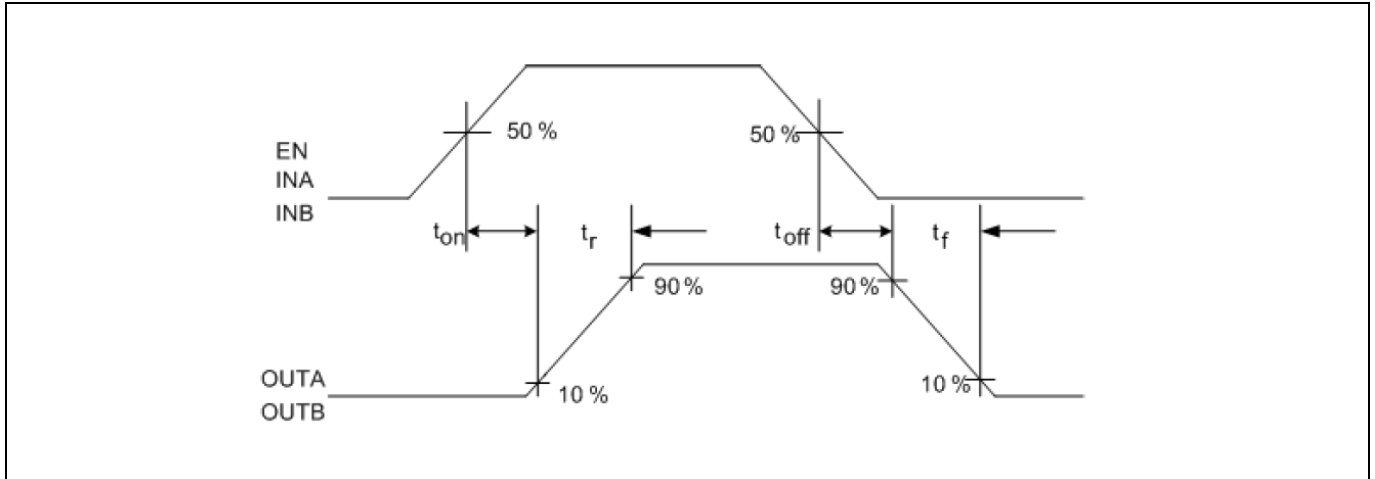 50 %
50 %
EN
INA
INB
ton
tr
toff
tf
90 %
90 %
OUTA
OUTB
10 %
10 %